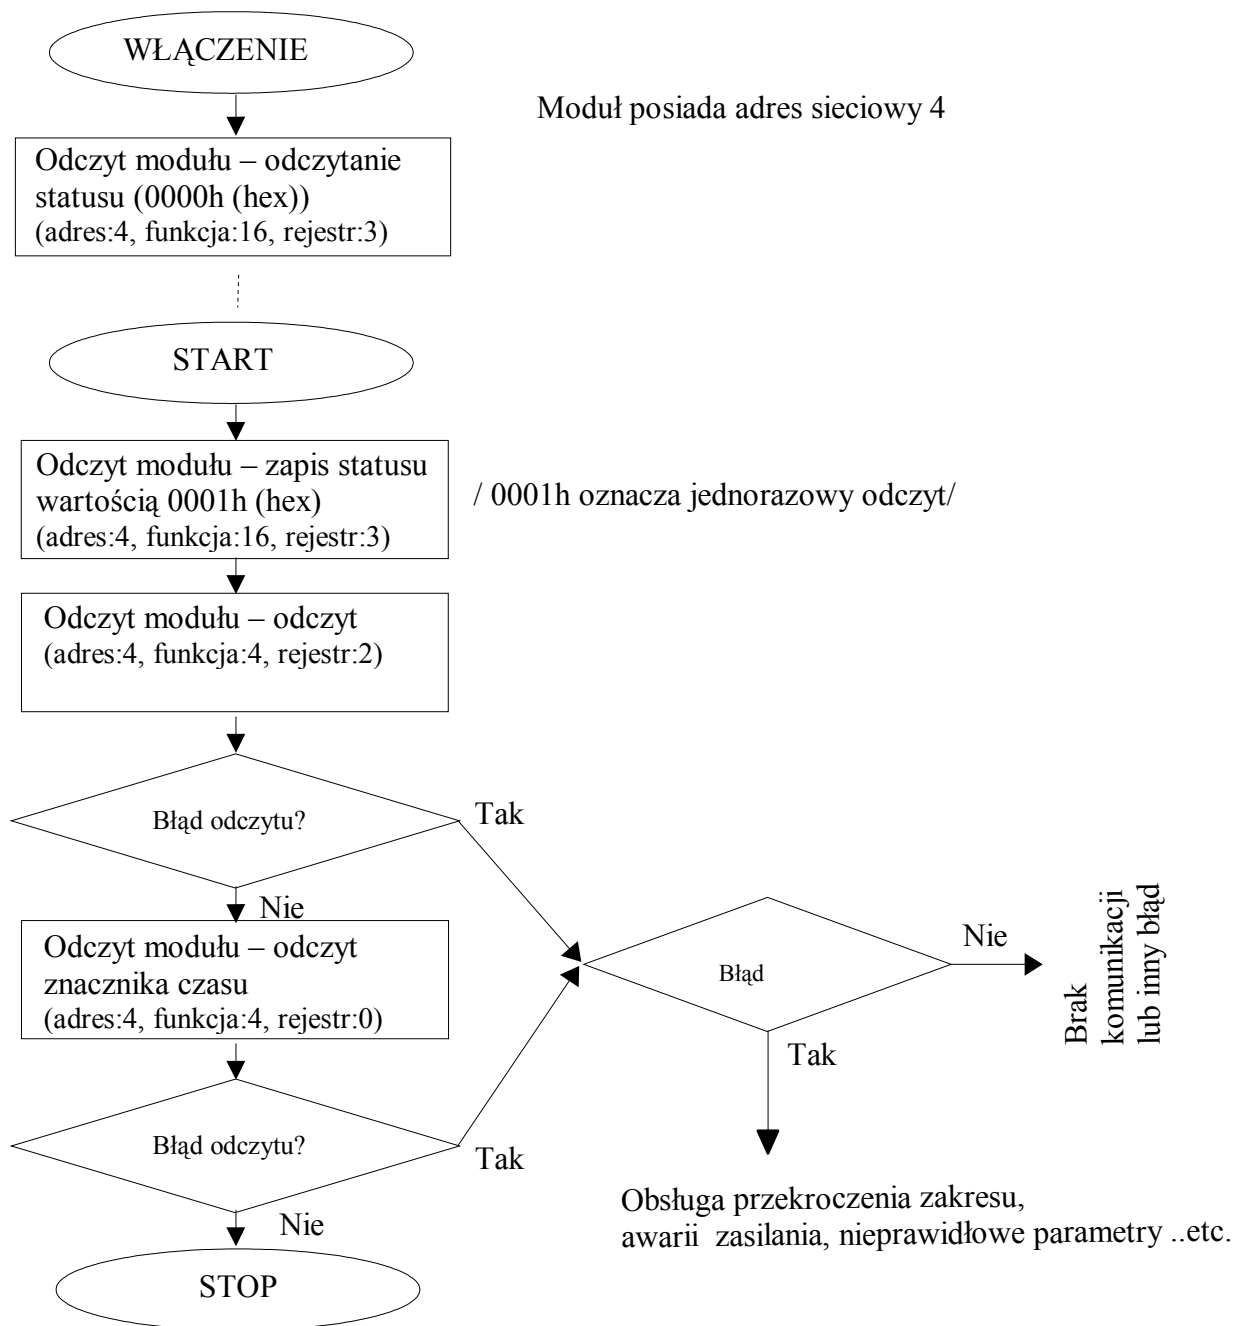 WŁĄCZENIE
Moduł posiada adres sieciowy 4
Odczyt modułu – odczytanie
statusu (0000h (hex))
(adres:4, funkcja:16, rejestr:3)
START
Odczyt modułu – zapis statusu
wartością 0001h (hex)
(adres:4, funkcja:16, rejestr:3)
/ 0001h oznacza jednorazowy odczyt/
Odczyt modułu – odczyt
(adres:4, funkcja:4, rejestr:2)
Błąd odczytu?
Tak
Nie
Odczyt modułu – odczyt
znacznika czasu
(adres:4, funkcja:4, rejestr:0)
Błąd
Nie
Brak
komunikacji
lub inny błąd
Tak
Błąd odczytu?
Tak
Obsługa przekroczenia zakresu,
awarii zasilania, nieprawidłowe parametry ..etc.
Nie
STOP